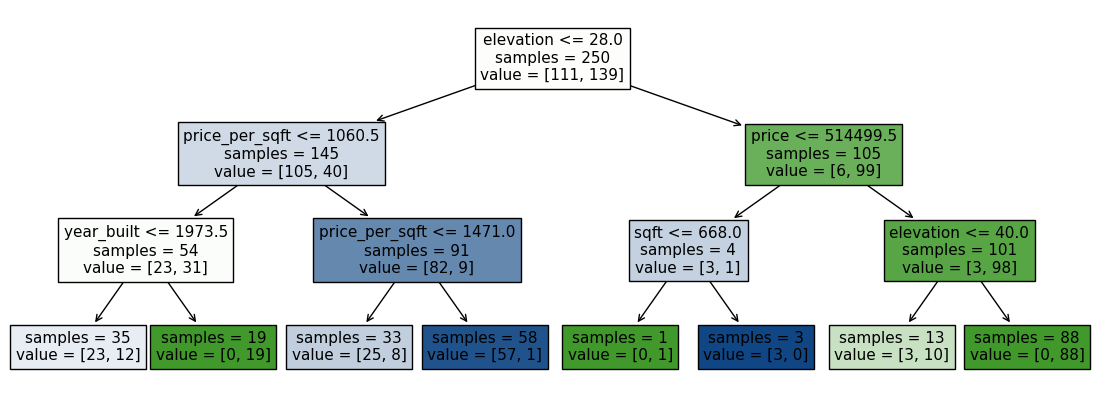 elevation <= 28.0
samples = 250
value = [111, 139]
price_per_sqft <= 1060.5
samples = 145
value = [105, 40]
price <= 514499.5
samples = 105
value = [6, 99]
year_built <= 1973.5
samples = 54
value = [23, 31]
price_per_sqft <= 1471.0
samples = 91
value = [82, 9]
sqft <= 668.0
samples = 4
value = [3, 1]
elevation <= 40.0
samples = 101
value = [3, 98]
samples = 35
value = [23, 12]
samples = 19
value = [0, 19]
samples = 33
value = [25, 8]
samples = 58
value = [57, 1]
samples = 1
value = [0, 1]
samples = 3
value = [3, 0]
samples = 13
value = [3, 10]
samples = 88
value = [0, 88]